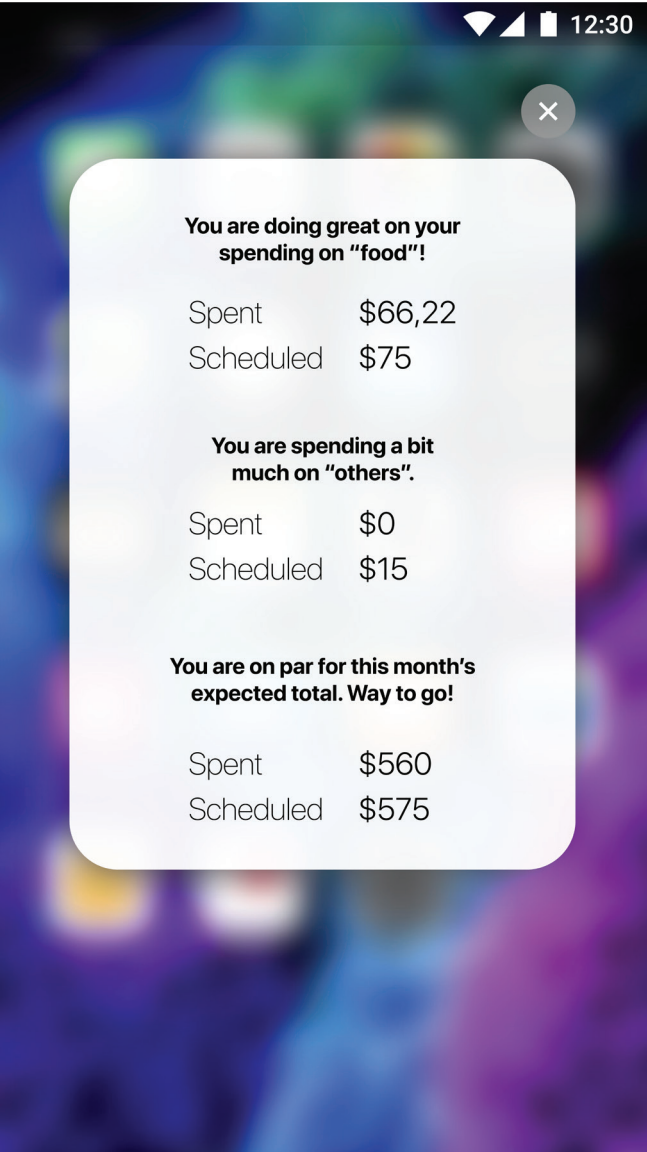 12:30
You are doing great on your
spending on “food”!
Spent $66,22
Scheduled $75
You are spending a bit
much on “others”.
Spent $0
Scheduled $15
You are on par for this month’s
expected total. Way to go!
Spent $560
Scheduled $575